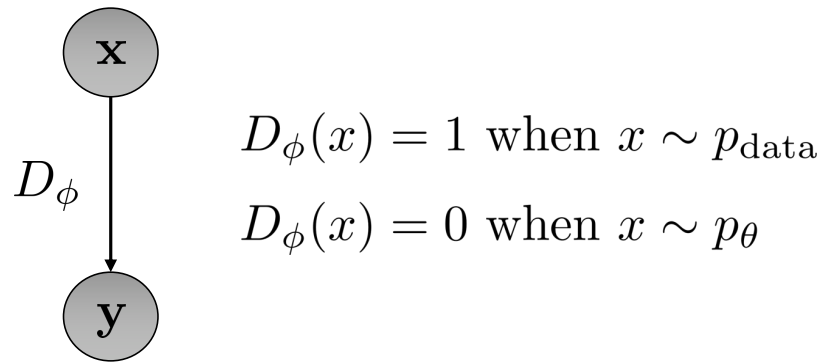 x
D_ϕ(x) = 1 when x ∼ p_data
D_ϕ
D_ϕ(x) = 0 when x ∼ p_θ
y